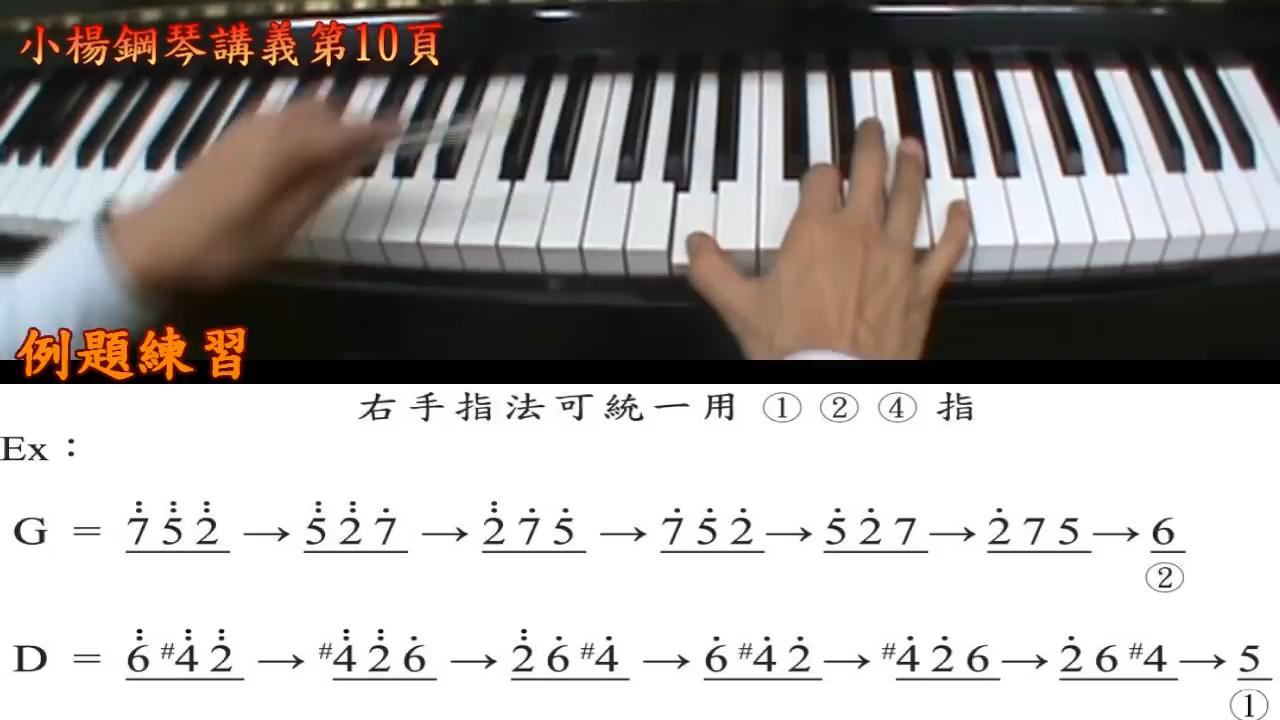 小楊鋼琴講義第10頁
例題練習
右手指法可統一用 ① ② ④ 指
Ex：
G = 7̈̇ 5̈̇ 2̈̇ → 5̈̇ 2̈̇ 7̇ → 2̈̇ 7̇ 5̇ → 7̇ 5̇ 2̇ → 5̇ 2̇ 7 → 2̇ 7 5 → 6
②
D = 6̈̇ #4̈̇ 2̈̇ → #4̈̇ 2̈̇ 6̇ → 2̈̇ 6̇ #4̇ → 6̇ #4̇ 2̇ → #4̇ 2̇ 6 → 2̇ 6 #4 → 5
①